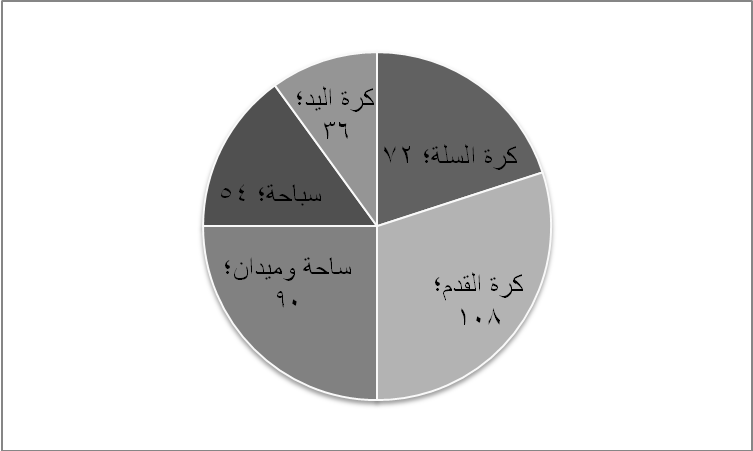 كرة اليد؛
٣٦
كرة السلة؛ ٧٢
سباحة؛ ٥٤
ساحة وميدان؛
٩٠
كرة القدم؛
١٠٨